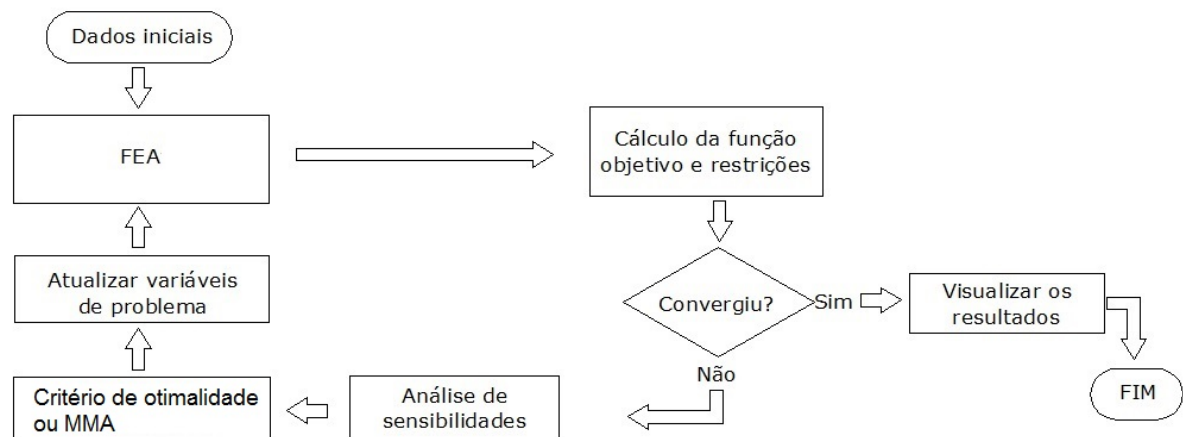 Dados iniciais
FEA
Cálculo da função
objetivo e restrições
Convergiu?
Sim
Visualizar os
resultados
FIM
Não
Análise de
sensibilidades
Critério de otimalidade
ou MMA
Atualizar variáveis
de problema